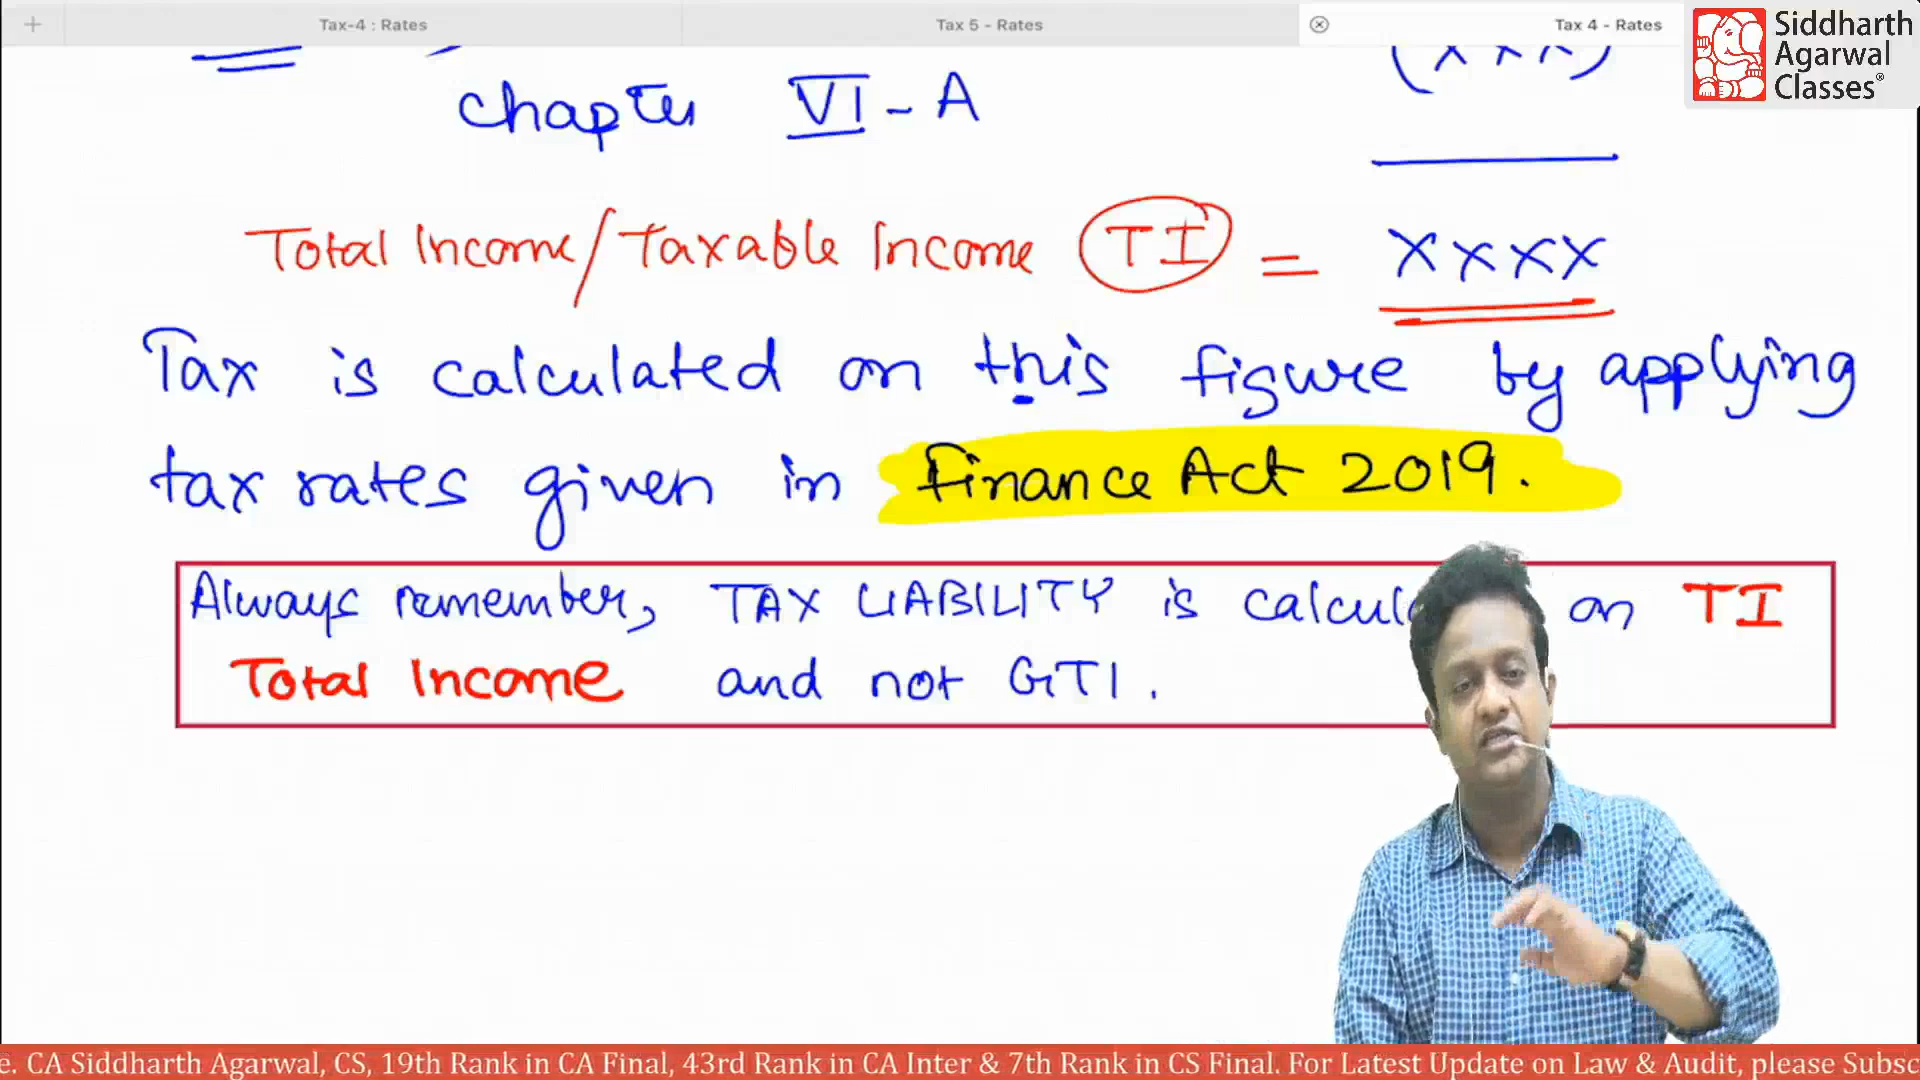 Tax-4 : Rates
Tax 5 - Rates
Tax 4 - Rates
Siddharth
Agarwal
Classes®
(xxx)
Chapter VI - A
Total Income/Taxable Income TI = XXXX
Tax is calculated on this figure by applying
tax rates given in Finance Act 2019.
Always remember, TAX LIABILITY is on TI
Total Income and not GTI.
e. CA Siddharth Agarwal, CS, 19th Rank in CA Final, 43rd Rank in CA Inter & 7th Rank in CS Final. For Latest Update on Law & Audit, please Subsc